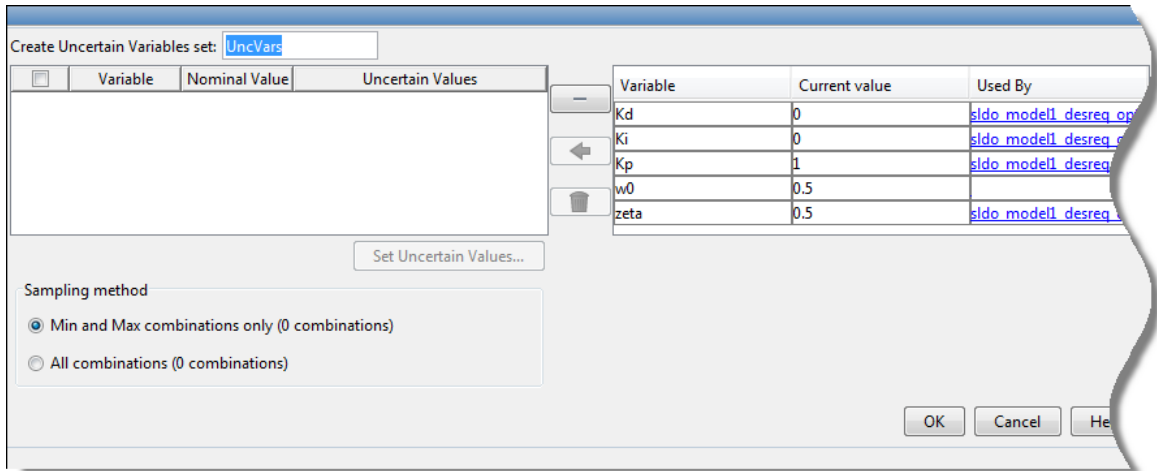 Create Uncertain Variables set: UncVars
Variable Nominal Value Uncertain Values
Variable Current value Used By
Kd 0 sldo_model1_desreq_op
Ki 0 sldo_model1_desreq
Kp 1 sldo_model1_desreq
w0 0.5
zeta 0.5 sldo_model1_desreq
Set Uncertain Values...
Sampling method
Min and Max combinations only (0 combinations)
All combinations (0 combinations)
OK Cancel He